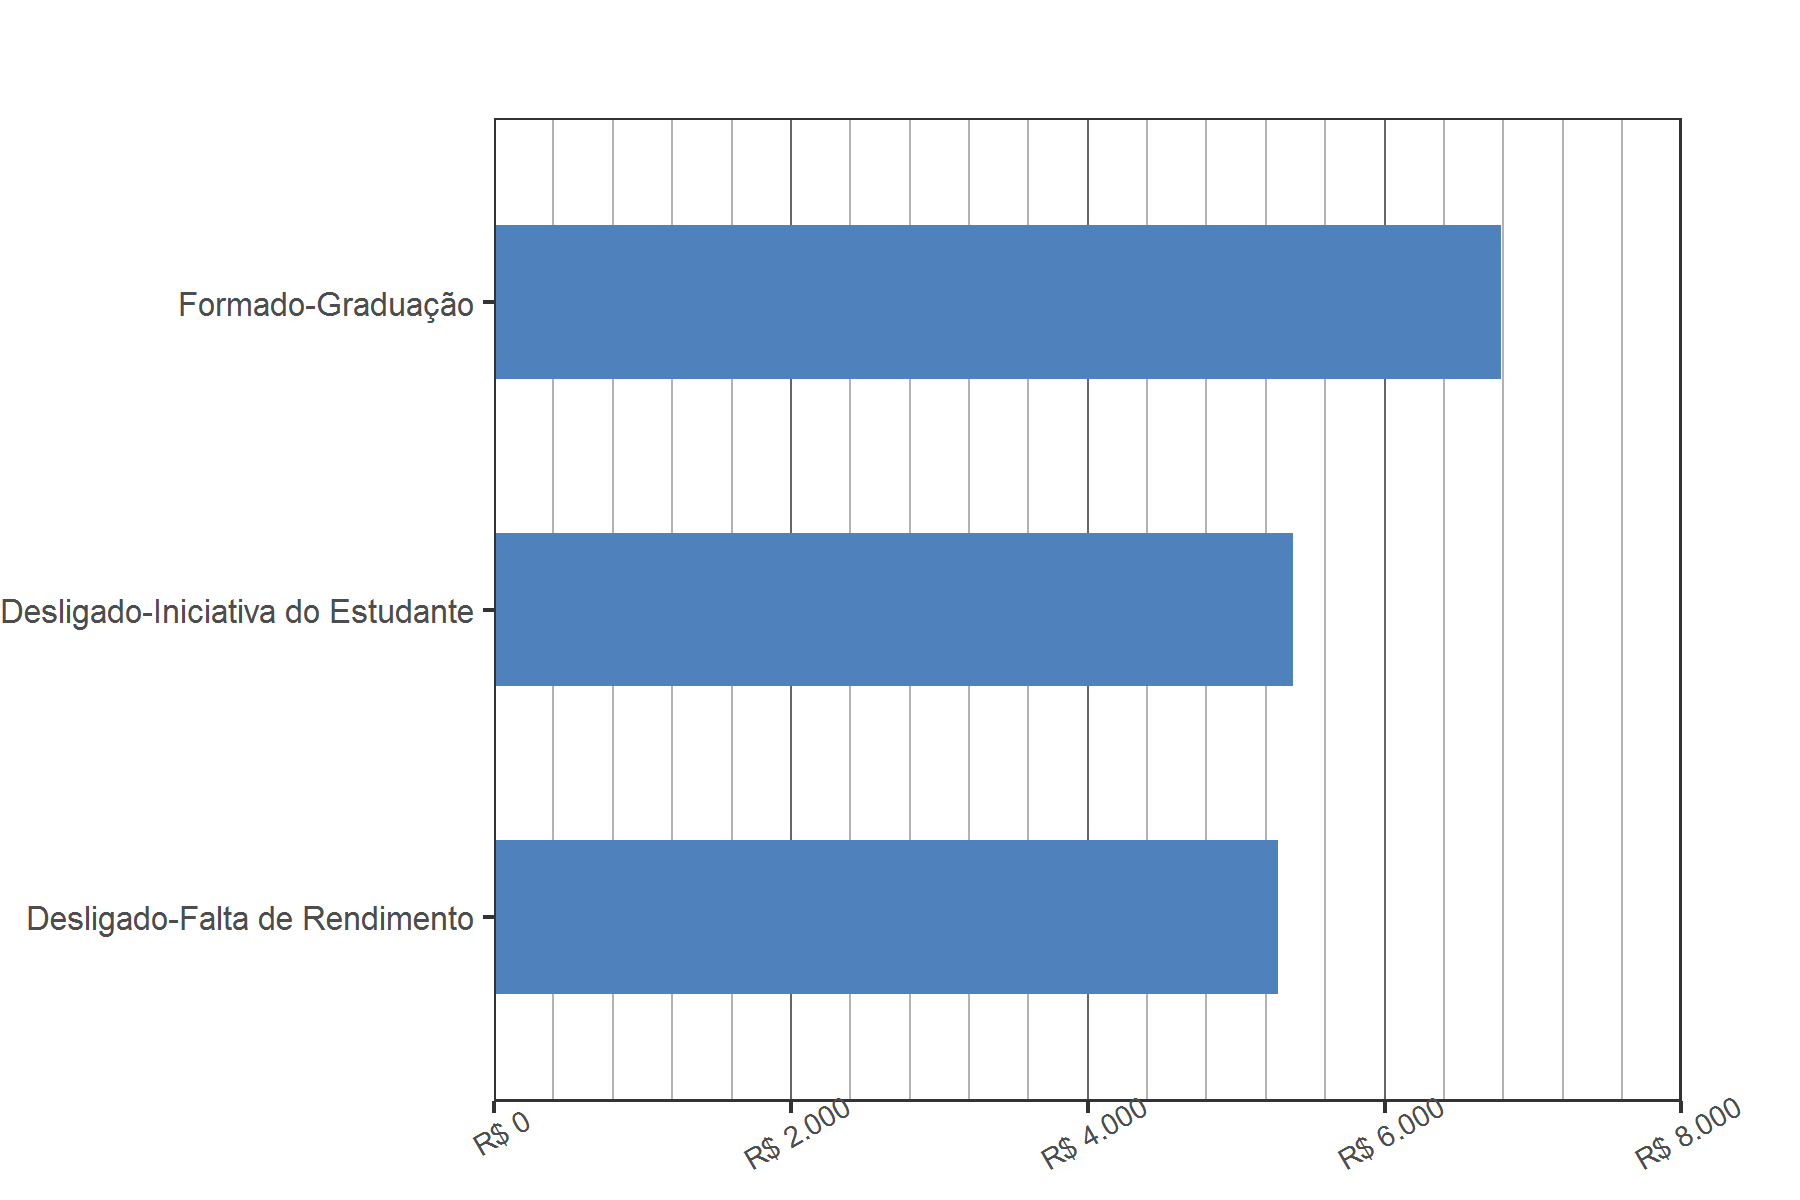 Formado-Graduação
Desligado-Iniciativa do Estudante
Desligado-Falta de Rendimento
R$ 0
R$ 2.000
R$ 4.000
R$ 6.000
R$ 8.000